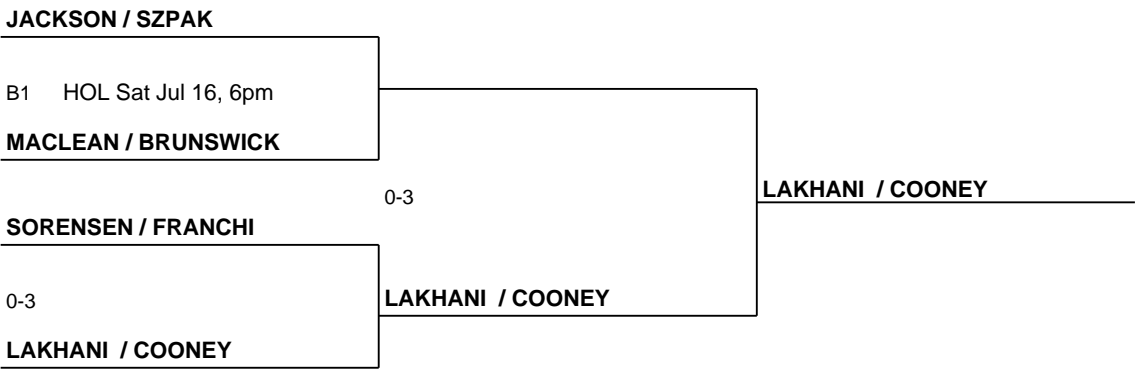 JACKSON / SZPAK
B1 HOL Sat Jul 16, 6pm
MACLEAN / BRUNSWICK
0-3
LAKHANI / COONEY
SORENSEN / FRANCHI
0-3
LAKHANI / COONEY
LAKHANI / COONEY